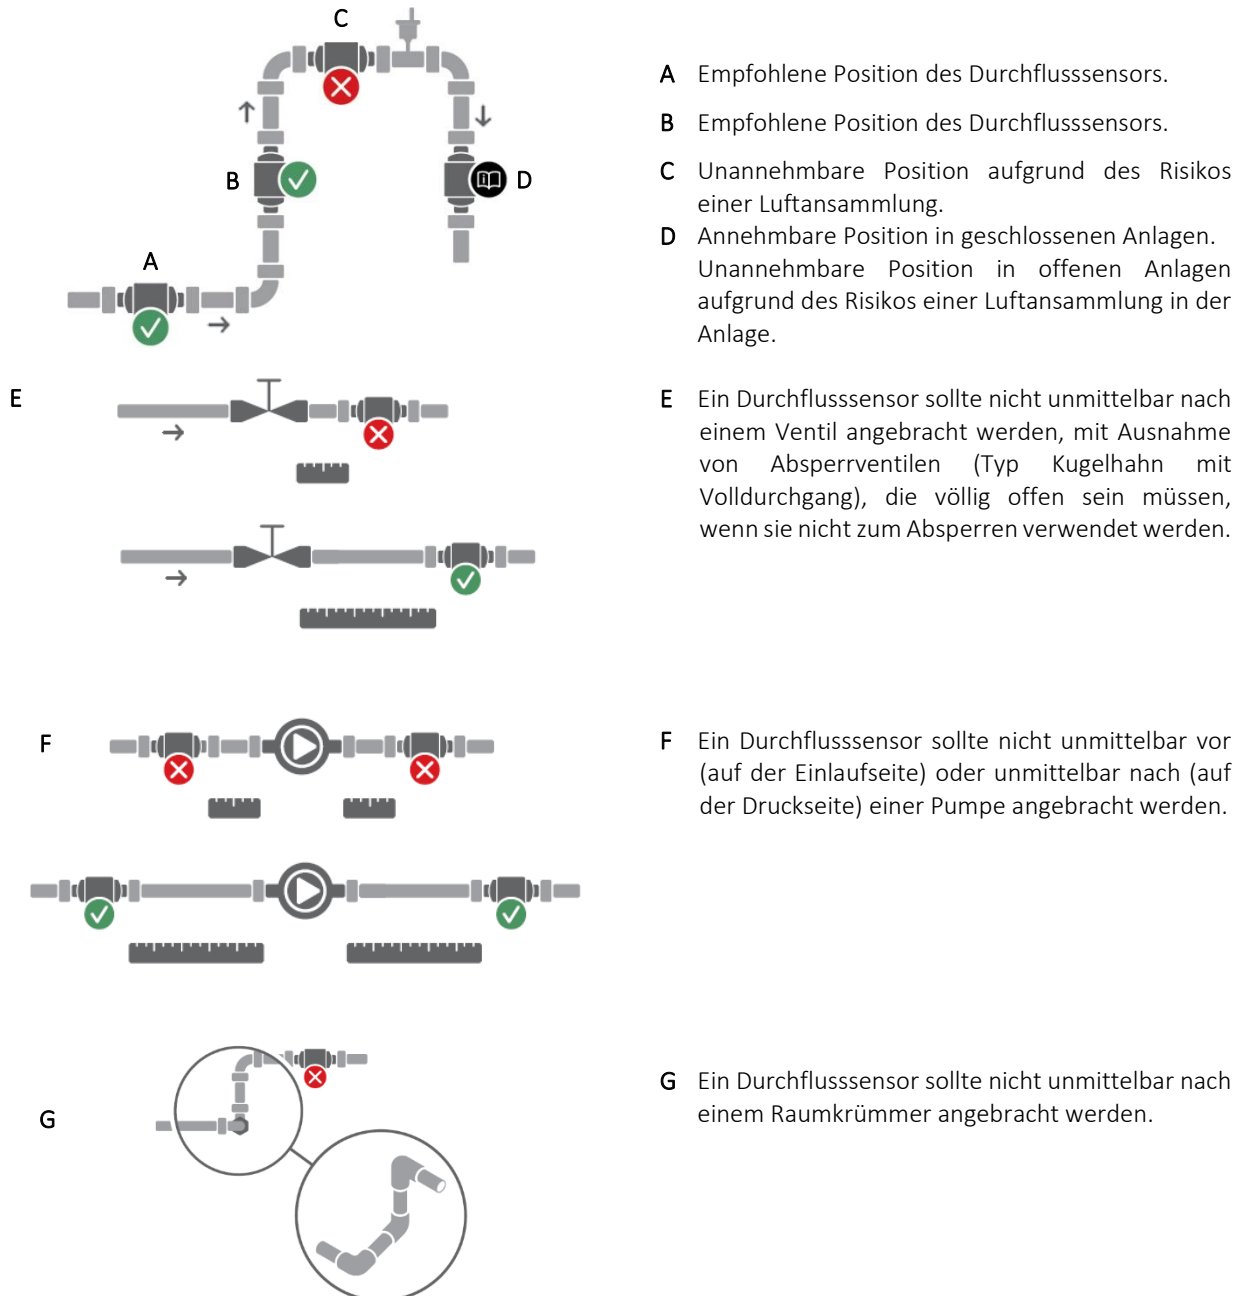 C
B
D
A
A Empfohlene Position des Durchflusssensors.
B Empfohlene Position des Durchflusssensors.
C Unannehmbare Position aufgrund des Risikos
einer Luftansammlung.
D Annehmbare Position in geschlossenen Anlagen.
Unannehmbare Position in offenen Anlagen
aufgrund des Risikos einer Luftansammlung in der
Anlage.
E
E Ein Durchflusssensor sollte nicht unmittelbar nach
einem Ventil angebracht werden, mit Ausnahme
von Absperrventilen (Typ Kugelhahn mit
Volldurchgang), die völlig offen sein müssen,
wenn sie nicht zum Absperren verwendet werden.
F
F Ein Durchflusssensor sollte nicht unmittelbar vor
(auf der Einlaufseite) oder unmittelbar nach (auf
der Druckseite) einer Pumpe angebracht werden.
G
G Ein Durchflusssensor sollte nicht unmittelbar nach
einem Raumkrümmer angebracht werden.